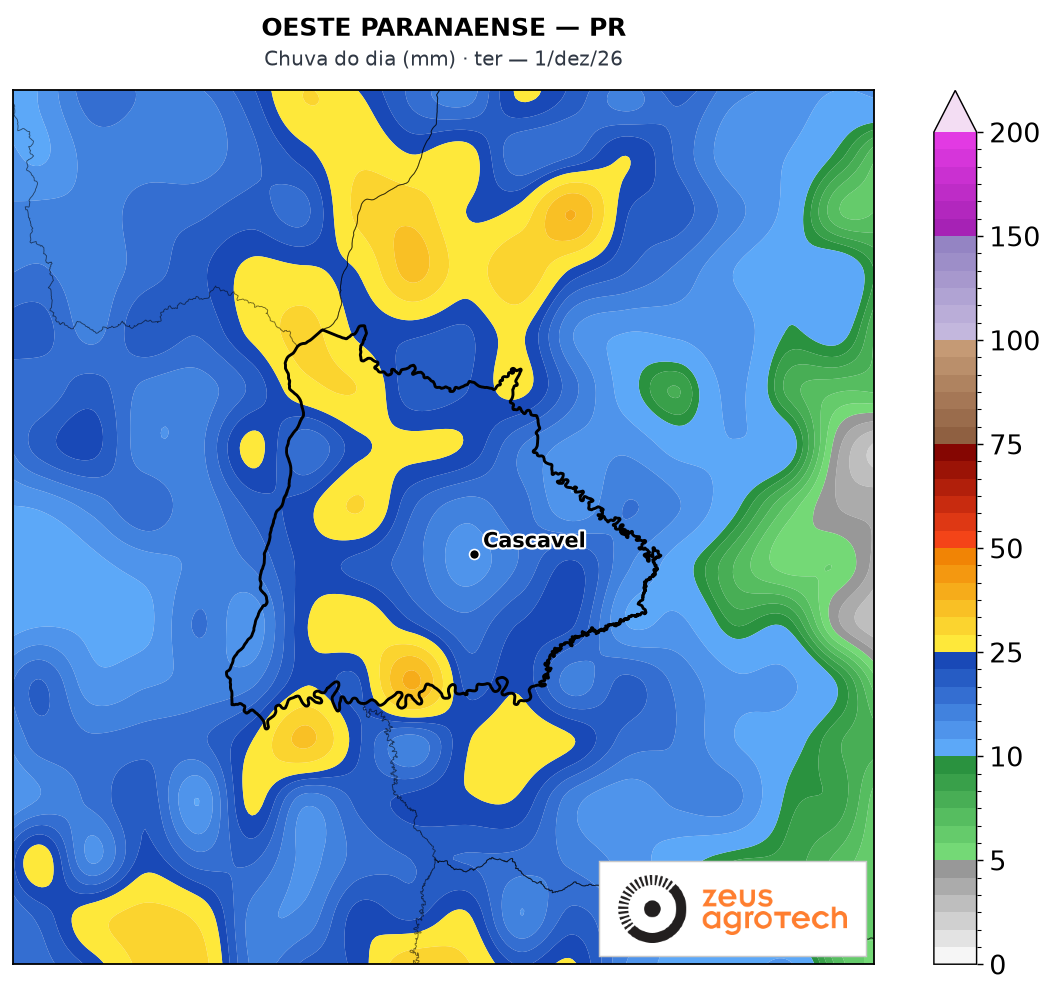 OESTE PARANAENSE — PR
Chuva do dia (mm) · ter — 1/dez/26
200
150
100
75
50
25
10
5
0
Cascavel
zeus
agrotech